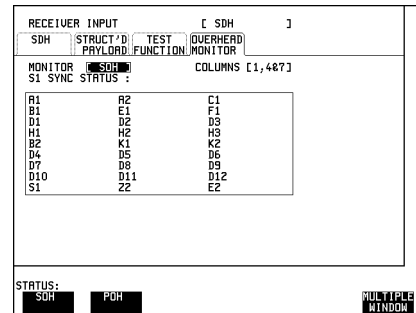 RECEIVER INPUT [ SDH ]
SDH STRUCT'D PAYLOAD TEST FUNCTION OVERHEAD MONITOR
MONITOR [ SOH ] COLUMNS [1,4&7]
S1 SYNC STATUS :
A1 A2 C1
B1 E1 F1
D1 D2 D3
H1 H2 H3
B2 K1 K2
D4 D5 D6
D7 D8 D9
D10 D11 D12
S1 Z2 E2
STATUS:
SOH POH MULTIPLE WINDOW